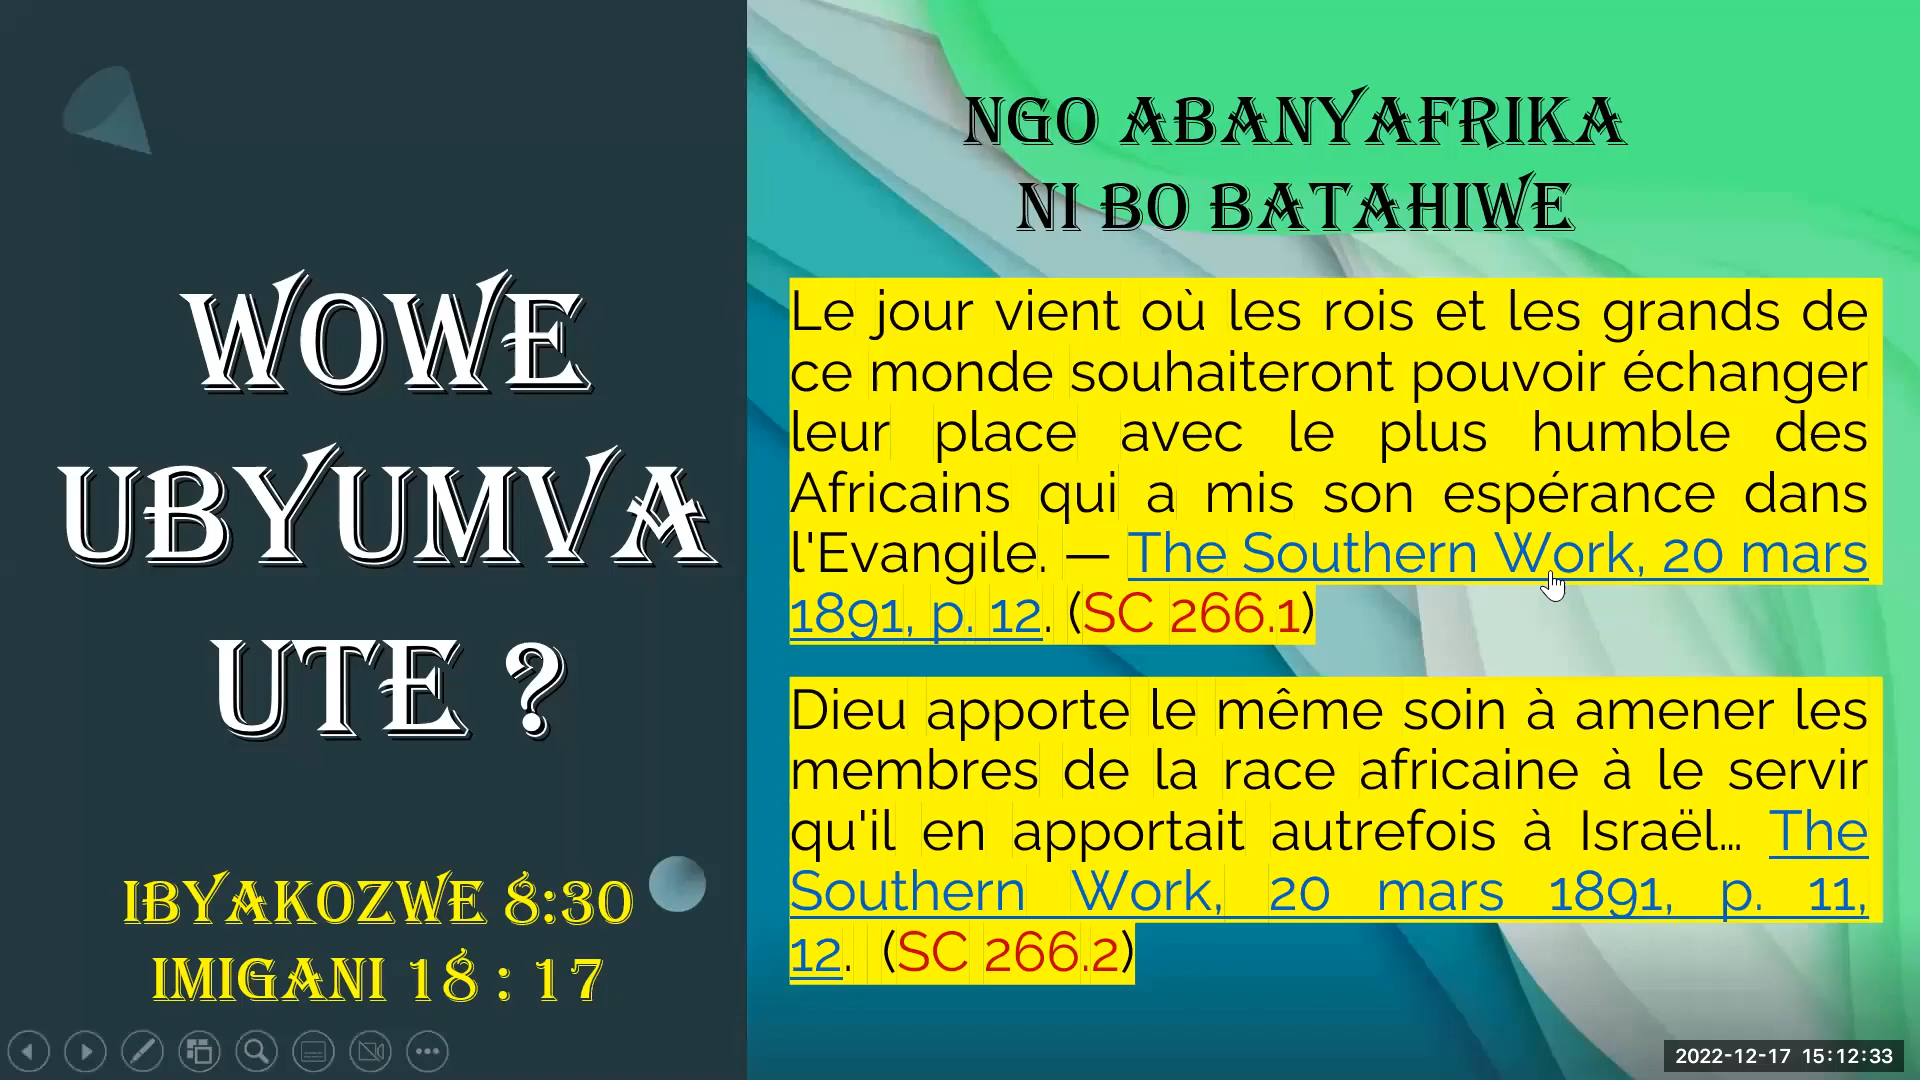 WOWE
UBYUMVA
UTE ?
IBYAKOZWE 8:30
IMIGANI 18 : 17
NGO ABANYAFRIKA
NI BO BATAHIWE
Le jour vient où les rois et les grands de
ce monde souhaiteront pouvoir échanger
leur place avec le plus humble des
Africains qui a mis son espérance dans
l'Evangile. — The Southern Work, 20 mars
1891, p. 12. (SC 266.1)
Dieu apporte le même soin à amener les
membres de la race africaine à le servir
qu'il en apportait autrefois à Israël... The
Southern Work, 20 mars 1891, p. 11,
12. (SC 266.2)
2022-12-17 15:12:33